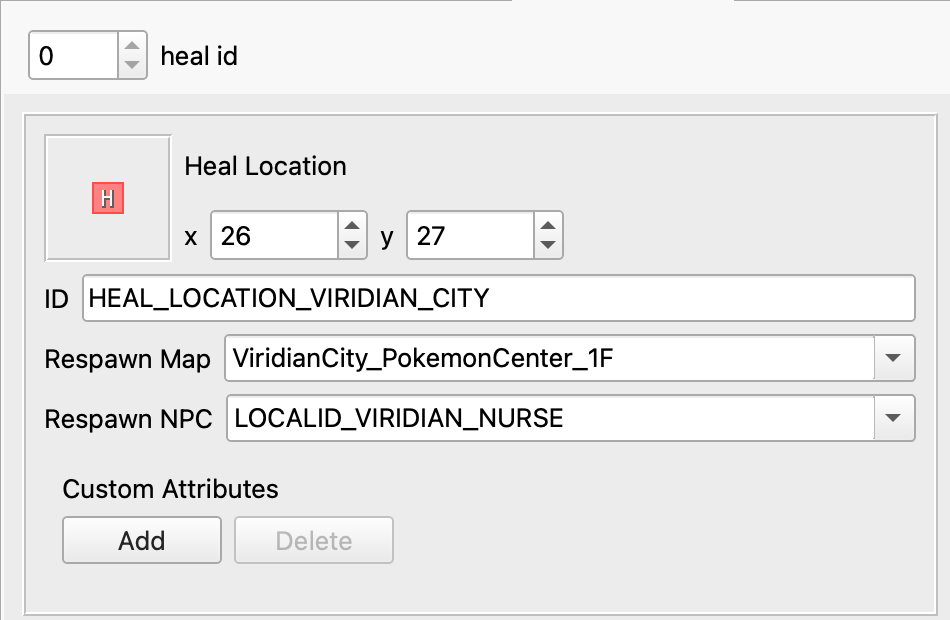 0 heal id
H
Heal Location
x 26 y 27
ID HEAL_LOCATION_VIRIDIAN_CITY
Respawn Map ViridianCity_PokemonCenter_1F
Respawn NPC LOCALID_VIRIDIAN_NURSE
Custom Attributes
Add Delete